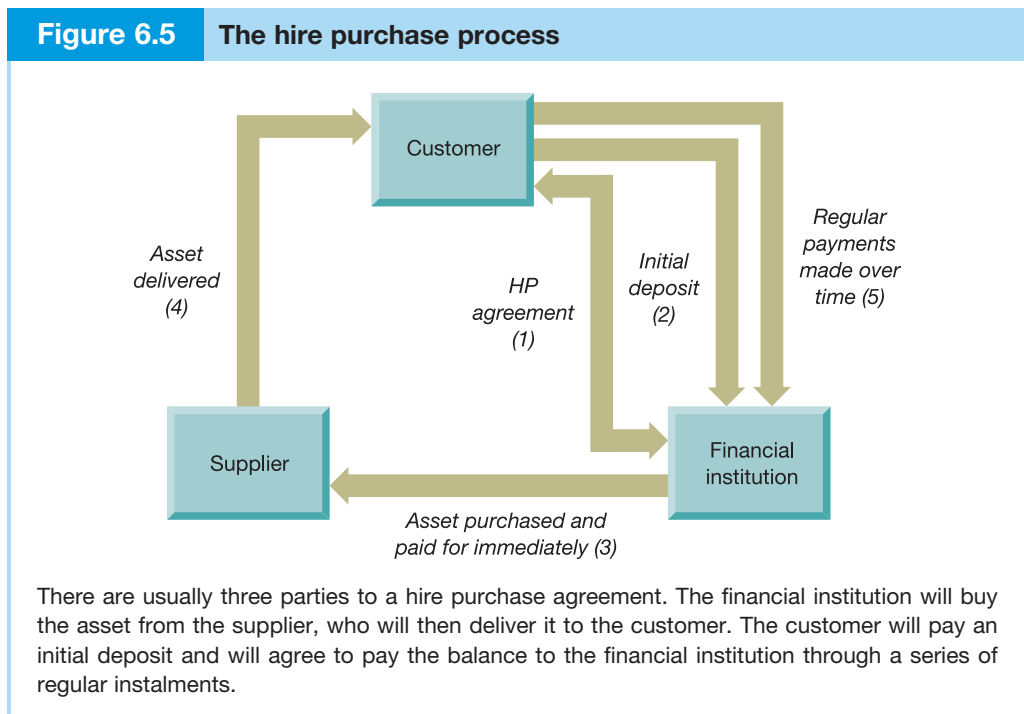 Figure 6.5 The hire purchase process
Customer
Asset
delivered
(4)
HP
agreement
(1)
Initial
deposit
(2)
Regular
payments
made over
time (5)
Supplier
Financial
institution
Asset purchased and
paid for immediately (3)
There are usually three parties to a hire purchase agreement. The financial institution will buy
the asset from the supplier, who will then deliver it to the customer. The customer will pay an
initial deposit and will agree to pay the balance to the financial institution through a series of
regular instalments.